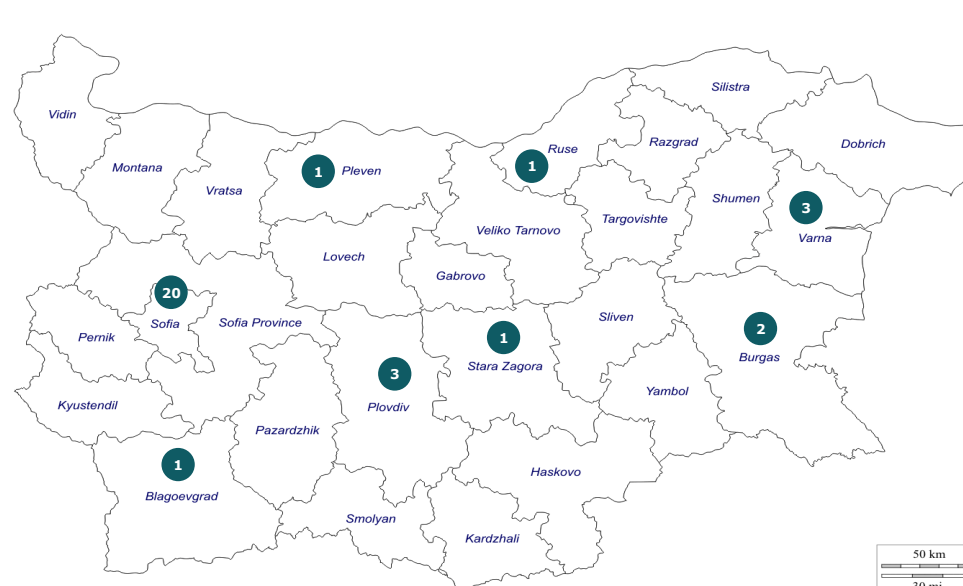 Silistra
Vidin
Dobrich
Razgrad
Ruse
1
Montana
1
Pleven
Vratsa
Shumen
3
Targovishte
Veliko Tarnovo
Varna
Lovech
Gabrovo
20
Sofia
Sofia Province
Sliven
Pernik
2
Burgas
1
Stara Zagora
3
Plovdiv
Yambol
Kyustendil
Pazardzhik
1
Blagoevgrad
Haskovo
Smolyan
Kardzhali
50 km
30 mi